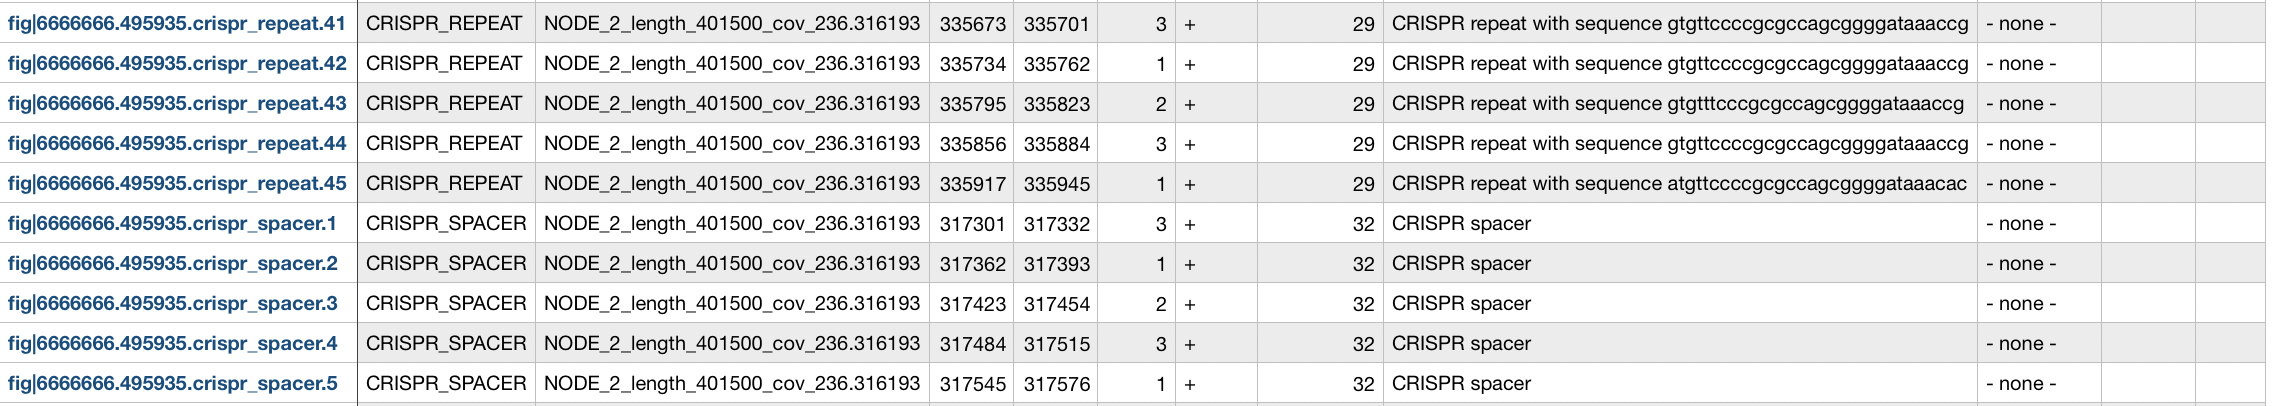 fig|6666666.495935.crispr_repeat.41 CRISPR_REPEAT NODE_2_length_401500_cov_236.316193 335673 335701 3 + 29 CRISPR repeat with sequence gtgttccccgcgccagcggggataaaccg - none -
fig|6666666.495935.crispr_repeat.42 CRISPR_REPEAT NODE_2_length_401500_cov_236.316193 335734 335762 1 + 29 CRISPR repeat with sequence gtgttccccgcgccagcggggataaaccg - none -
fig|6666666.495935.crispr_repeat.43 CRISPR_REPEAT NODE_2_length_401500_cov_236.316193 335795 335823 2 + 29 CRISPR repeat with sequence gtgtttcccgcgccagcggggataaaccg - none -
fig|6666666.495935.crispr_repeat.44 CRISPR_REPEAT NODE_2_length_401500_cov_236.316193 335856 335884 3 + 29 CRISPR repeat with sequence gtgttccccgcgccagcggggataaaccg - none -
fig|6666666.495935.crispr_repeat.45 CRISPR_REPEAT NODE_2_length_401500_cov_236.316193 335917 335945 1 + 29 CRISPR repeat with sequence atgttccccgcgccagcggggataaacac - none -
fig|6666666.495935.crispr_spacer.1 CRISPR_SPACER NODE_2_length_401500_cov_236.316193 317301 317332 3 + 32 CRISPR spacer - none -
fig|6666666.495935.crispr_spacer.2 CRISPR_SPACER NODE_2_length_401500_cov_236.316193 317362 317393 1 + 32 CRISPR spacer - none -
fig|6666666.495935.crispr_spacer.3 CRISPR_SPACER NODE_2_length_401500_cov_236.316193 317423 317454 2 + 32 CRISPR spacer - none -
fig|6666666.495935.crispr_spacer.4 CRISPR_SPACER NODE_2_length_401500_cov_236.316193 317484 317515 3 + 32 CRISPR spacer - none -
fig|6666666.495935.crispr_spacer.5 CRISPR_SPACER NODE_2_length_401500_cov_236.316193 317545 317576 1 + 32 CRISPR spacer - none -